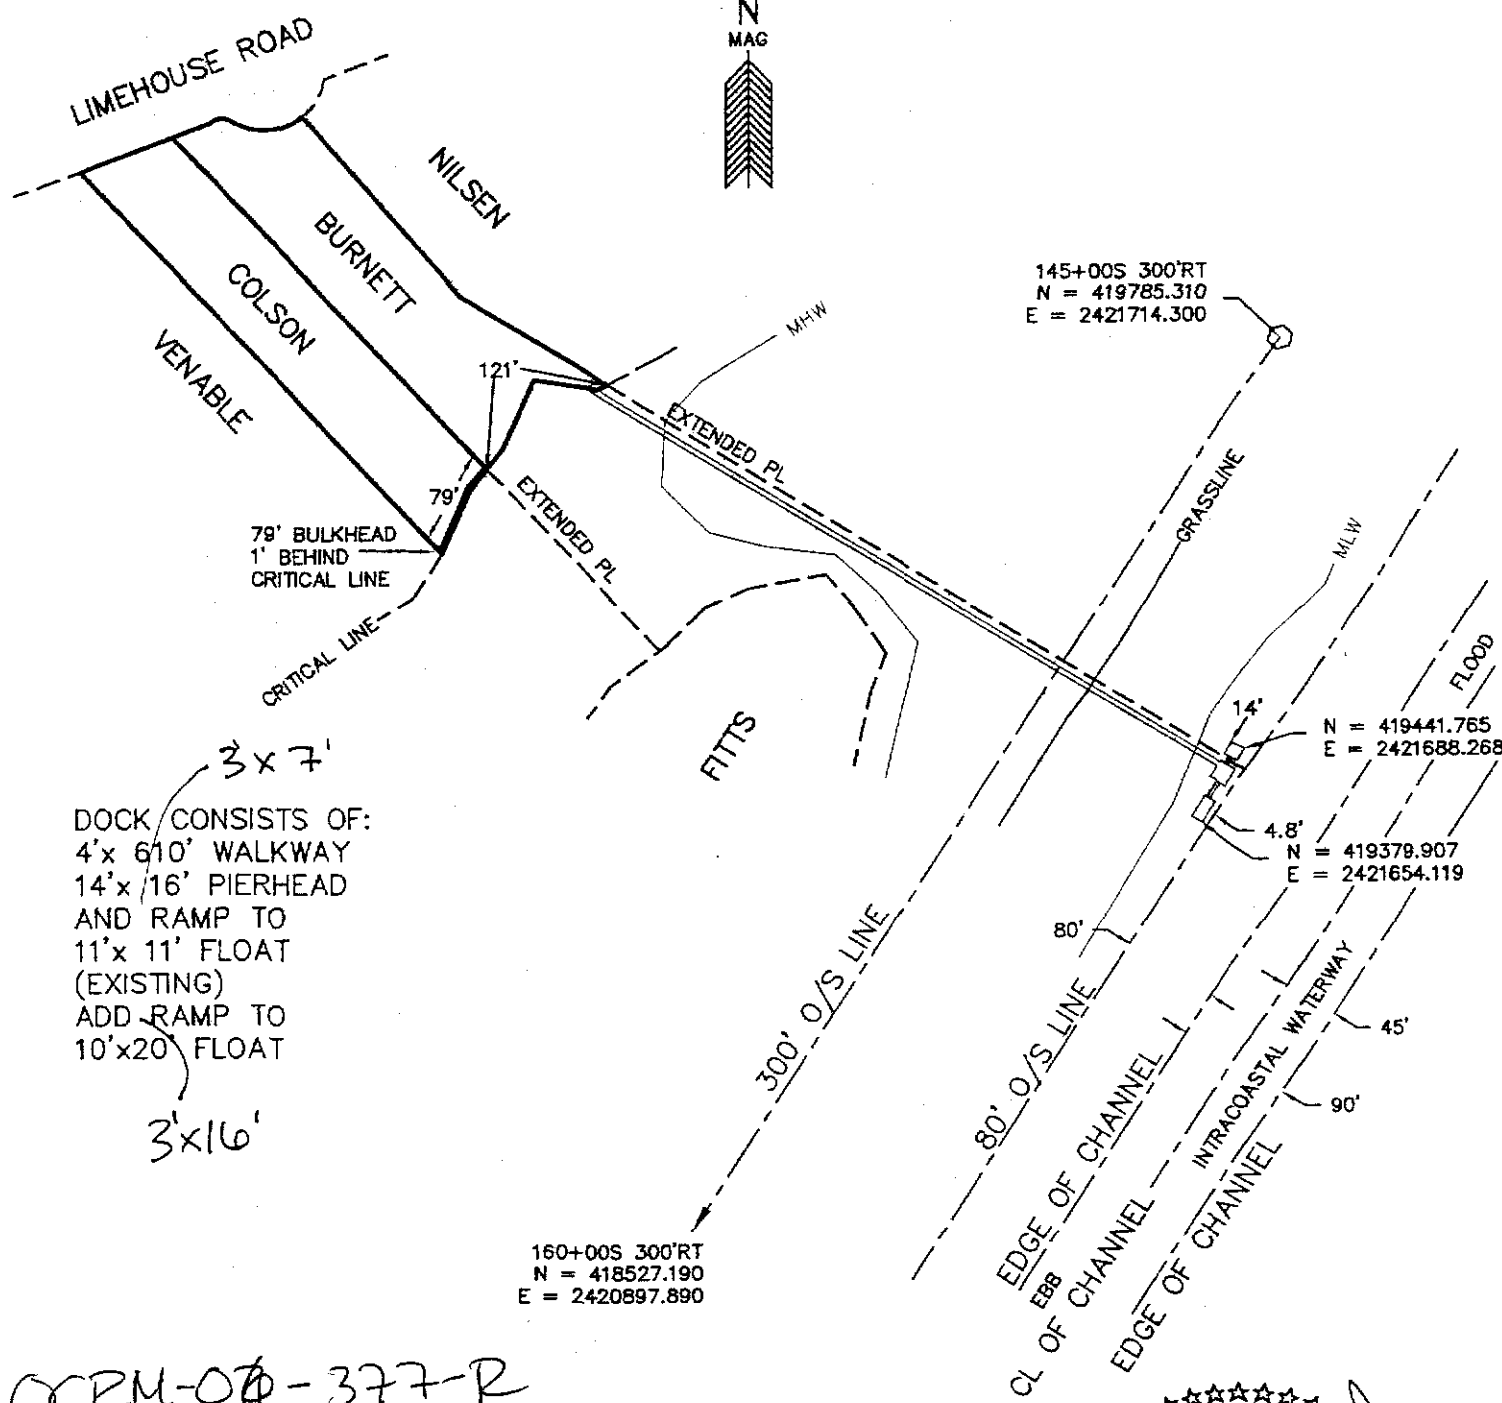 N
MAG
LIMEHOUSE ROAD
NILSEN
BURNETT
COLSON
VENABLE
145+00S 300'RT
N = 419785.310
E = 2421714.300
MHW
121'
EXTENDED PL
GRASSLINE
79'
EXTENDED PL
79' BULKHEAD
1' BEHIND
CRITICAL LINE
MLW
CRITICAL LINE
FLOOD
FITTS
14'
N = 419441.765
E = 2421688.268
3'x7'
DOCK CONSISTS OF:
4'x 610' WALKWAY
14'x 16' PIERHEAD
AND RAMP TO
11'x 11' FLOAT
(EXISTING)
ADD RAMP TO
10'x20' FLOAT
3'x16'
4.8'
N = 419379.907
E = 2421654.119
80'
300' O/S LINE
80' O/S LINE
INTRACOASTAL WATERWAY
45'
90'
EDGE OF CHANNEL
EBB
CL OF CHANNEL
EDGE OF CHANNEL
160+00S 300'RT
N = 418527.190
E = 2420897.890
377-R